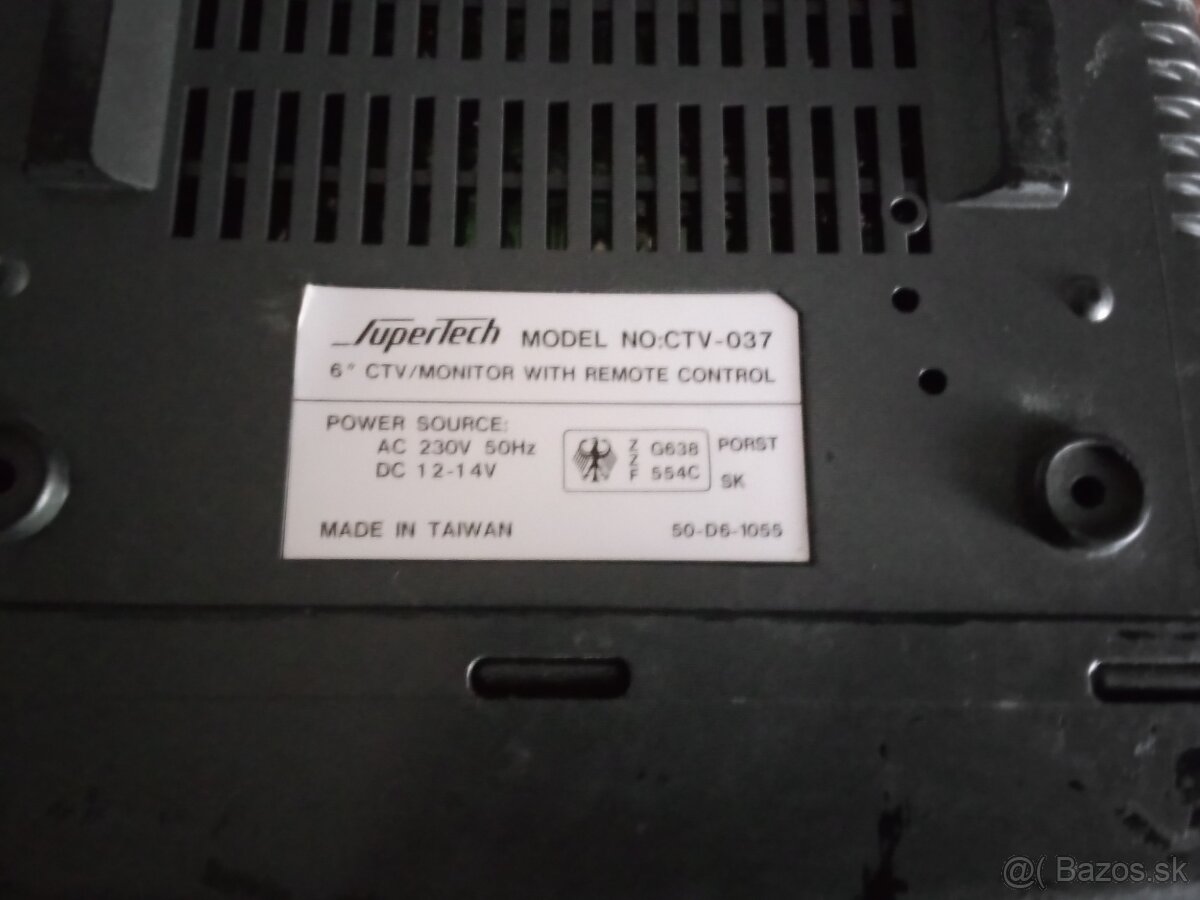 SuperTech MODEL NO:CTV-037
6" CTV/MONITOR WITH REMOTE CONTROL
POWER SOURCE:
AC 230V 50Hz
DC 12-14V
Z Z F
G638
554C
PORST
SK
MADE IN TAIWAN
50-D6-1055
@( Bazos.sk